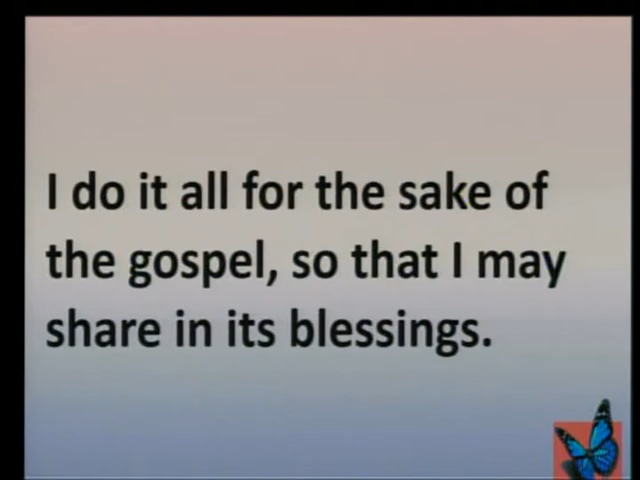 I do it all for the sake of
the gospel, so that I may
share in its blessings.